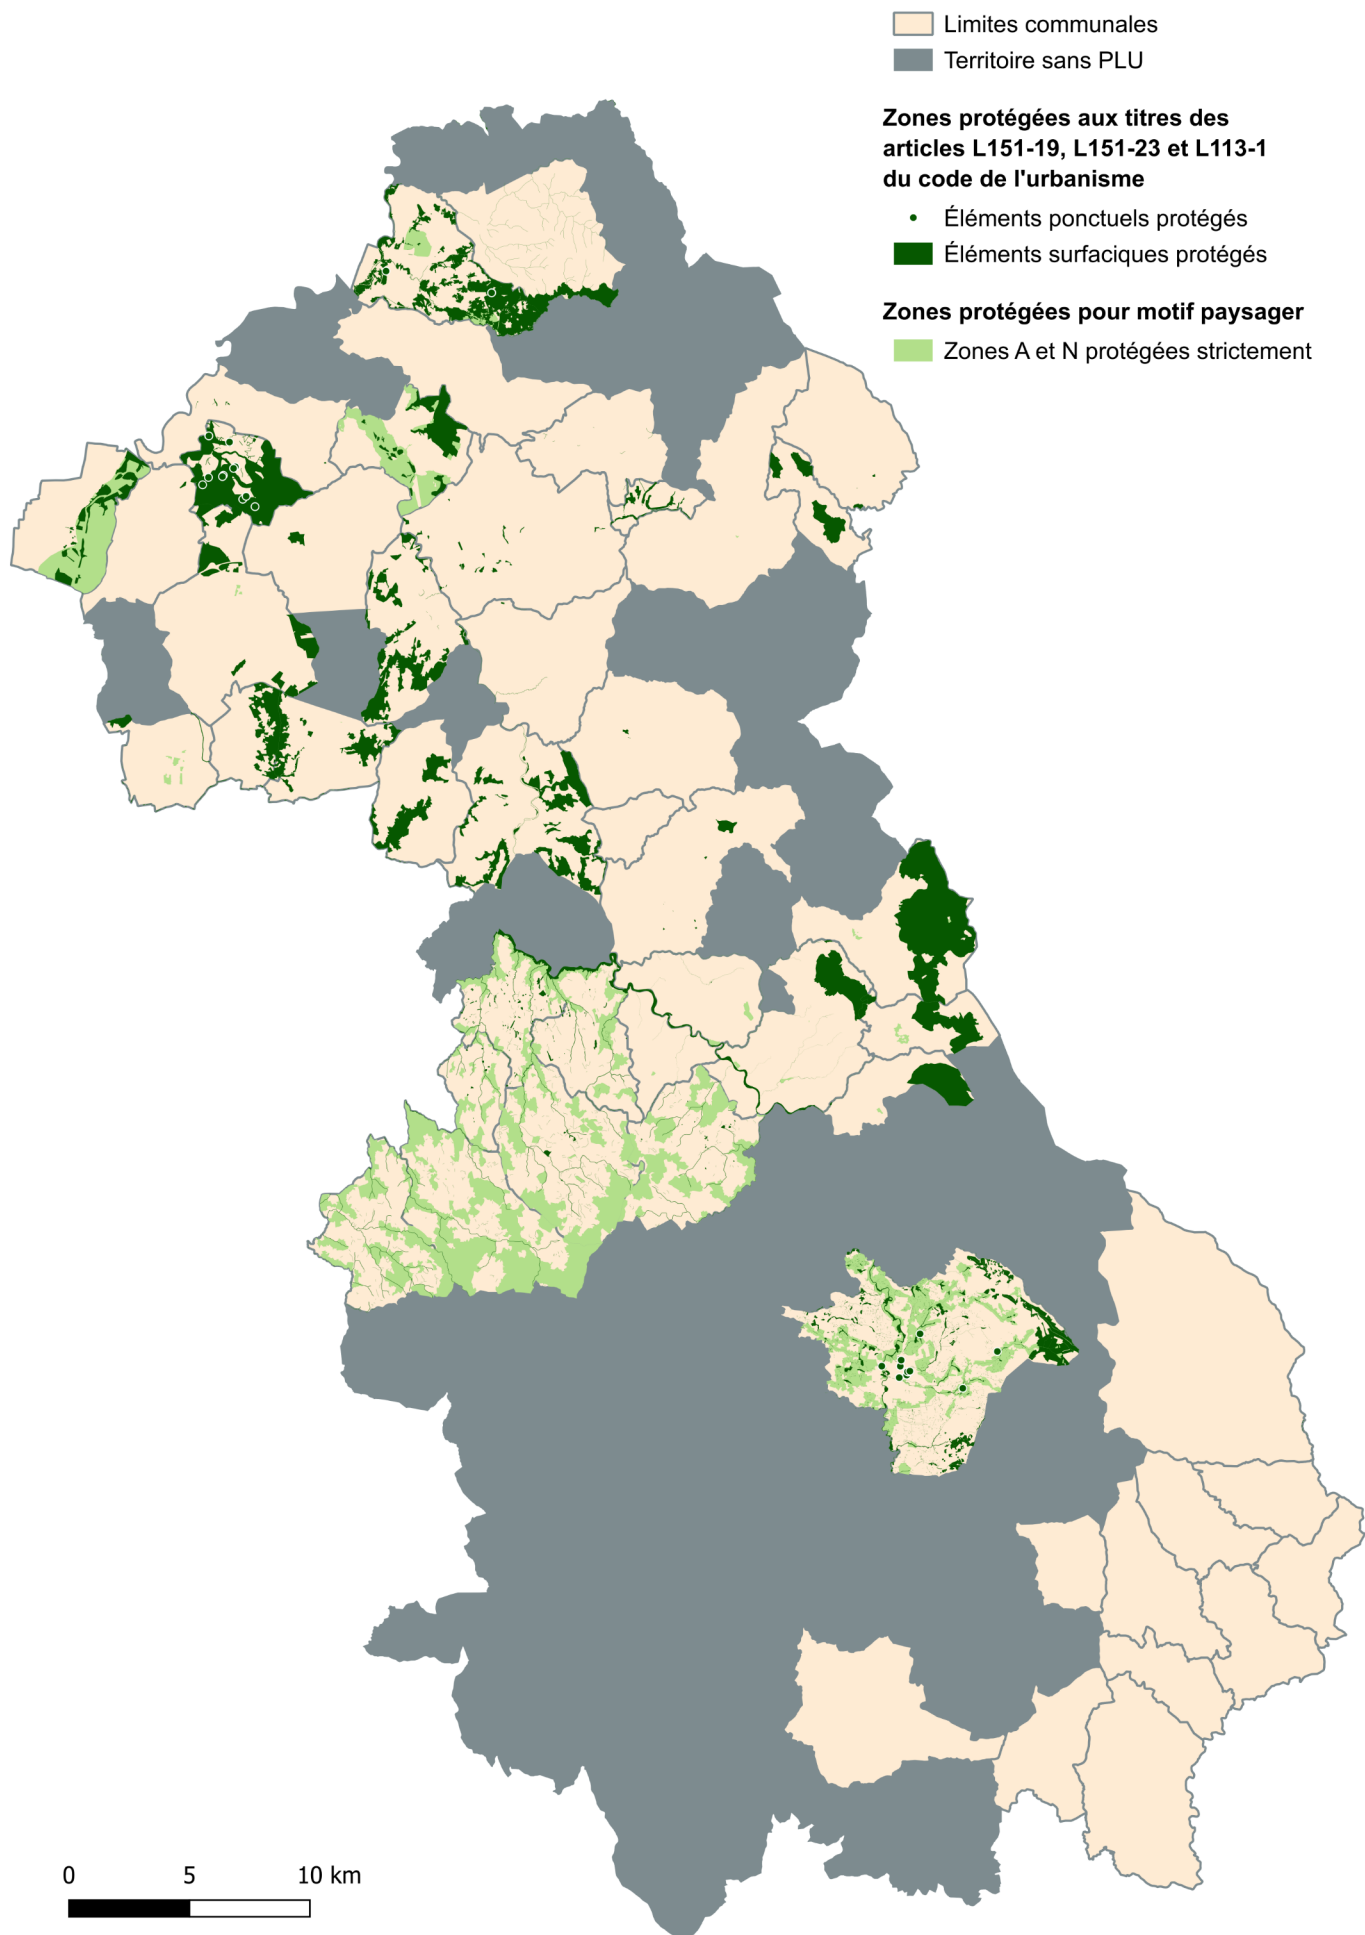 Limites communales
Territoire sans PLU
Zones protégées aux titres des
articles L151-19, L151-23 et L113-1
du code de l'urbanisme
Éléments ponctuels protégés
Éléments surfaciques protégés
Zones protégées pour motif paysager
Zones A et N protégées strictement
0 5 10 km